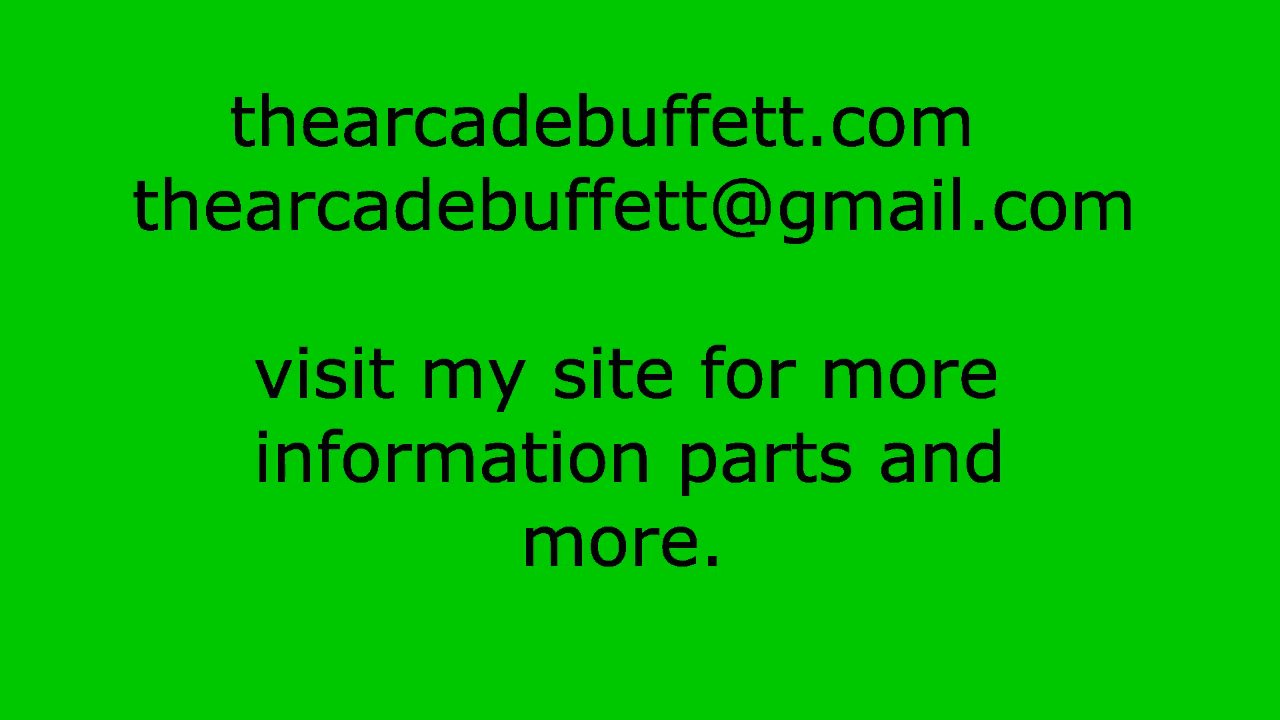 thearcadebuffett.com
thearcadebuffett@gmail.com
visit my site for more
information parts and
more.